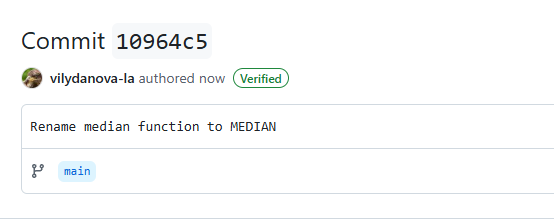 Commit 10964c5
vilydanova-la authored now Verified
Rename median function to MEDIAN
main